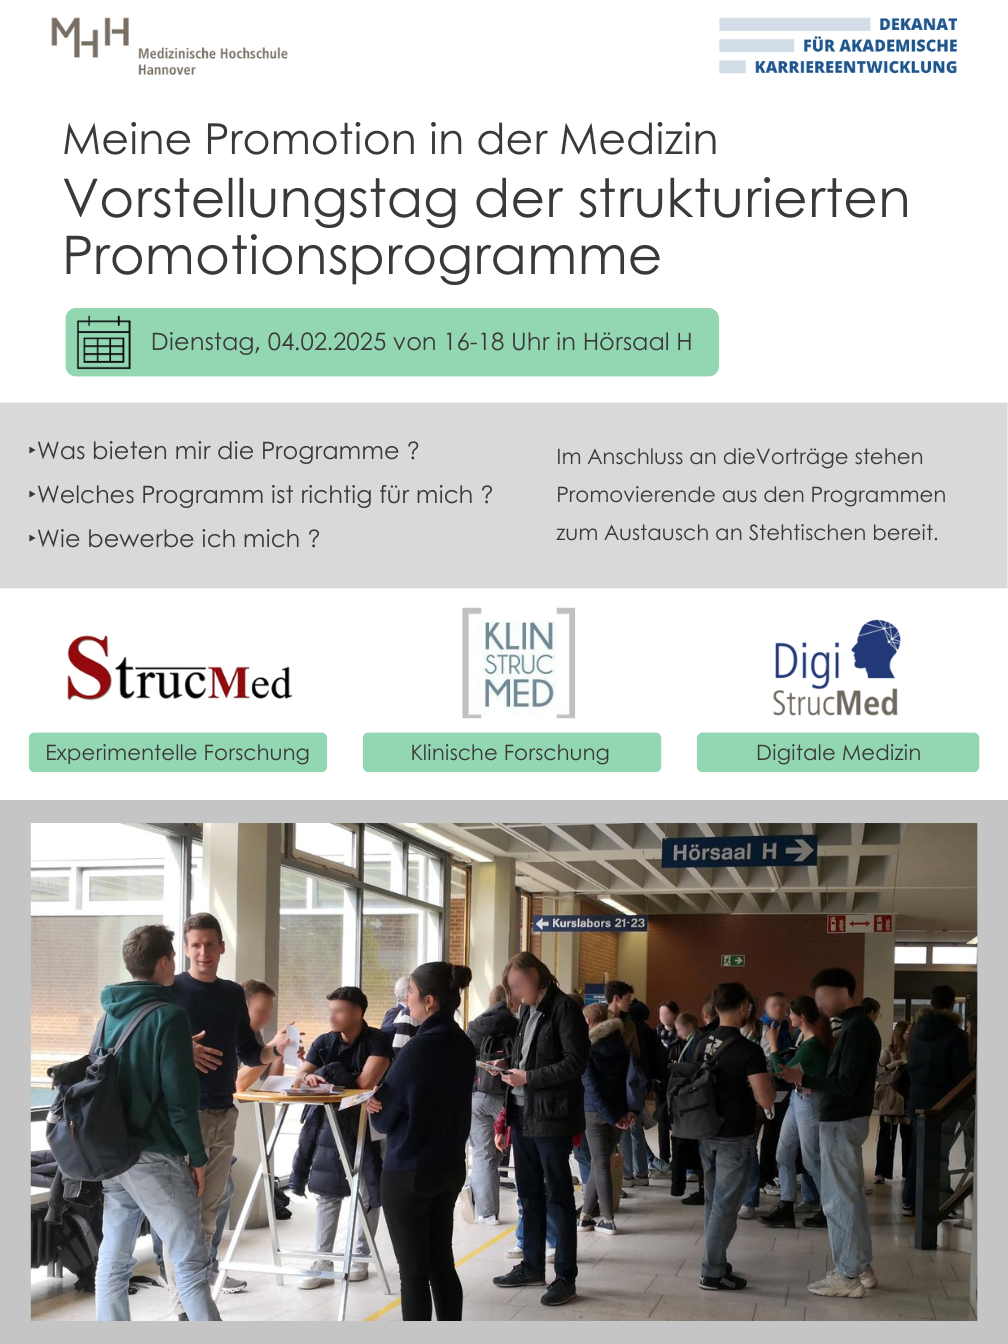 MHH
Medizinische Hochschule
Hannover
DEKANAT
FÜR AKADEMISCHE
KARRIEREENTWICKLUNG
Meine Promotion in der Medizin
Vorstellungstag der strukturierten
Promotionsprogramme
Dienstag, 04.02.2025 von 16-18 Uhr in Hörsaal H
‣Was bieten mir die Programme ?
‣Welches Programm ist richtig für mich ?
‣Wie bewerbe ich mich ?
Im Anschluss an dieVorträge stehen
Promovierende aus den Programmen
zum Austausch an Stehtischen bereit.
StrucMed
KLIN
STRUC
MED
Digi
StrucMed
Experimentelle Forschung
Klinische Forschung
Digitale Medizin
Hörsaal H
Kurslabors 21-23